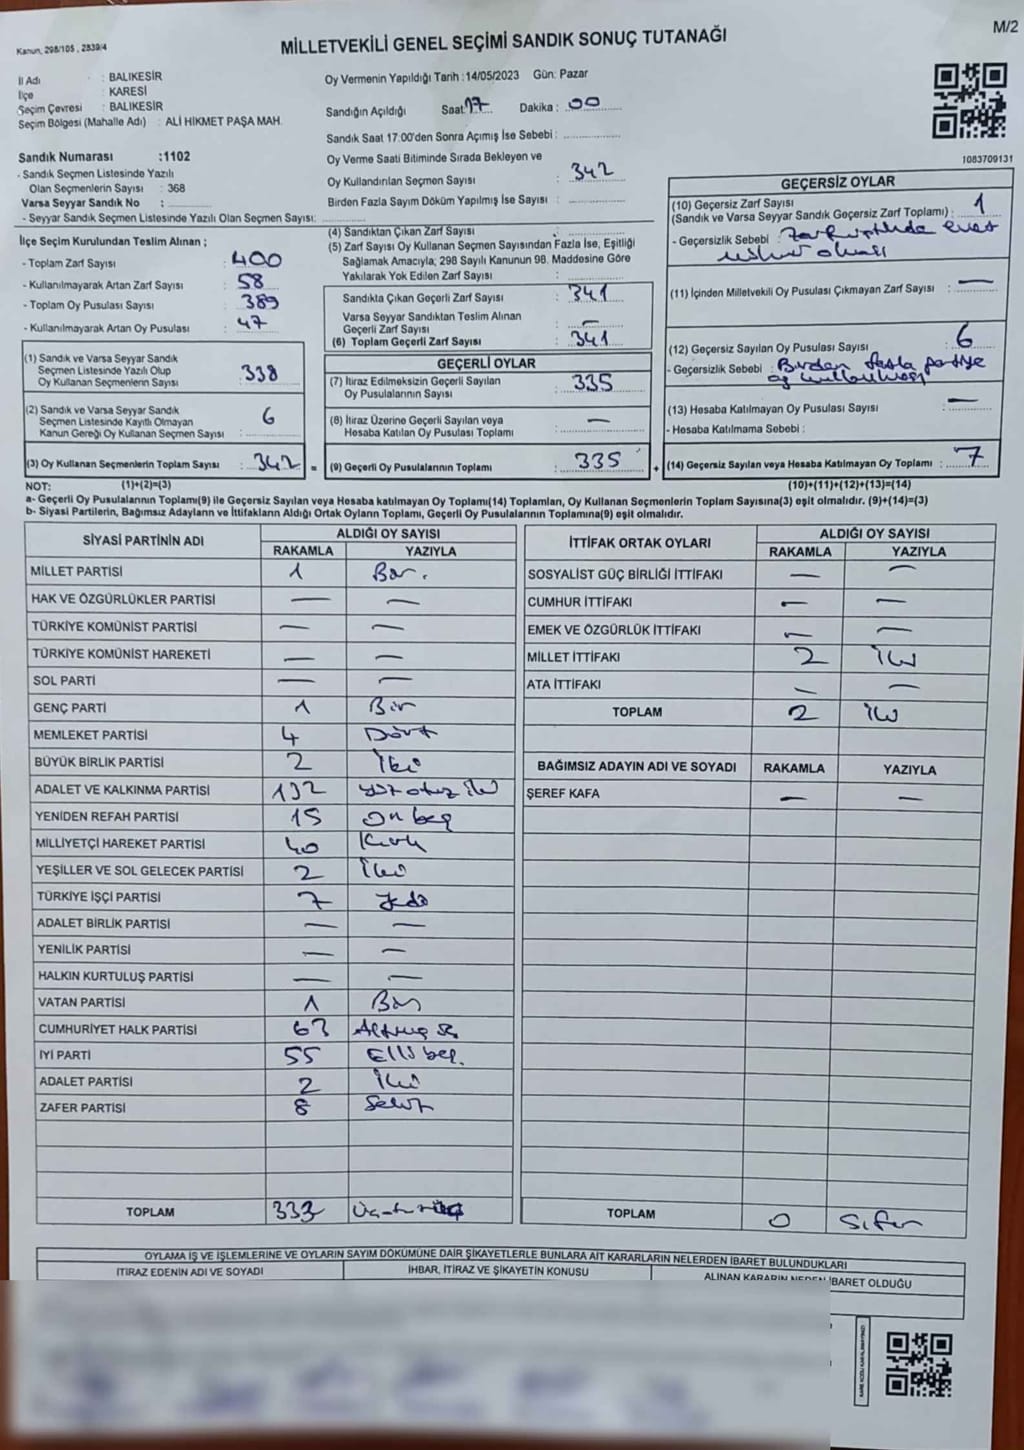 Kanun, 298/105 , 2839/4
MİLLETVEKİLİ GENEL SEÇİMİ SANDIK SONUÇ TUTANAĞI
M/2
İl Adı : BALIKESİR
İlçe : KARESİ
Seçim Çevresi : BALIKESİR
Seçim Bölgesi (Mahalle Adı) : ALİ HİKMET PAŞA MAH.
Sandık Numarası :1102
- Sandık Seçmen Listesinde Yazılı
Olan Seçmenlerin Sayısı : 368
Varsa Seyyar Sandık No :
- Seyyar Sandık Seçmen Listesinde Yazılı Olan Seçmen Sayısı:
Oy Vermenin Yapıldığı Tarih :14/05/2023 Gün: Pazar
Sandığın Açıldığı Saat: 17 Dakika : 00
Sandık Saat 17.00'den Sonra Açımış İse Sebebi :
Oy Verme Saati Bitiminde Sırada Bekleyen ve
Oy Kullandırılan Seçmen Sayısı : 342
Birden Fazla Sayım Döküm Yapılmış İse Sayısı :
1083709131
İlçe Seçim Kurulundan Teslim Alınan ;
- Toplam Zarf Sayısı : 400
- Kullanılmayarak Artan Zarf Sayısı : 58
- Toplam Oy Pusulası Sayısı : 389
- Kullanılmayarak Artan Oy Pusulası : 47
(1) Sandık ve Varsa Seyyar Sandık
Seçmen Listesinde Yazılı Olup
Oy Kullanan Seçmenlerin Sayısı : 338
(2) Sandık ve Varsa Seyyar Sandık
Seçmen Listesinde Kayıtlı Olmayan
Kanun Gereği Oy Kullanan Seçmen Sayısı : 6
(3) Oy Kullanan Seçmenlerin Toplam Sayısı : 342 =
(4) Sandıktan Çıkan Zarf Sayısı :
(5) Zarf Sayısı Oy Kullanan Seçmen Sayısından Fazla İse, Eşitliği
Sağlamak Amacıyla; 298 Sayılı Kanunun 98. Maddesine Göre
Yakılarak Yok Edilen Zarf Sayısı :
Sandıkta Çıkan Geçerli Zarf Sayısı : 341
Varsa Seyyar Sandıktan Teslim Alınan
Geçerli Zarf Sayısı : —
(6) Toplam Geçerli Zarf Sayısı : 341
GEÇERLİ OYLAR
(7) İtiraz Edilmeksizin Geçerli Sayılan
Oy Pusulalarının Sayısı : 335
(8) İtiraz Üzerine Geçerli Sayılan veya
Hesaba Katılan Oy Pusulası Toplamı : —
(9) Geçerli Oy Pusulalarının Toplamı : 335 +
GEÇERSİZ OYLAR
(10) Geçersiz Zarf Sayısı
(Sandık ve Varsa Seyyar Sandık Geçersiz Zarf Toplamı) : 1
- Geçersizlik Sebebi : Zarf üstünde evet
mührü olması
(11) İçinden Milletvekili Oy Pusulası Çıkmayan Zarf Sayısı : —
(12) Geçersiz Sayılan Oy Pusulası Sayısı : 6
- Geçersizlik Sebebi : Birden fazla partiye
oy kullanılması
(13) Hesaba Katılmayan Oy Pusulası Sayısı : —
- Hesaba Katılmama Sebebi :
(14) Geçersiz Sayılan veya Hesaba Katılmayan Oy Toplamı : 7
NOT: (1)+(2)=(3) (10)+(11)+(12)+(13)=(14)
a- Geçerli Oy Pusulalarının Toplamı(9) ile Geçersiz Sayılan veya Hesaba katılmayan Oy Toplamı(14) Toplamları, Oy Kullanan Seçmenlerin Toplam Sayısına(3) eşit olmalıdır. (9)+(14)=(3)
b- Siyasi Partilerin, Bağımsız Adayların ve İttifakların Aldığı Ortak Oyların Toplamı, Geçerli Oy Pusulalarının Toplamına(9) eşit olmalıdır.
SİYASİ PARTİNİN ADI ALDIĞI OY SAYISI
RAKAMLA YAZIYLA
MİLLET PARTİSİ 1 Bir.
HAK VE ÖZGÜRLÜKLER PARTİSİ — —
TÜRKİYE KOMÜNİST PARTİSİ — —
TÜRKİYE KOMÜNİST HAREKETİ — —
SOL PARTİ — —
GENÇ PARTİ 1 Bir
MEMLEKET PARTİSİ 4 Dört
BÜYÜK BİRLİK PARTİSİ 2 İki
ADALET VE KALKINMA PARTİSİ 132 yüz otuz iki
YENİDEN REFAH PARTİSİ 15 On beş
MİLLİYETÇİ HAREKET PARTİSİ 40 Kırk
YEŞİLLER VE SOL GELECEK PARTİSİ 2 İki
TÜRKİYE İŞÇİ PARTİSİ 7 Yedi
ADALET BİRLİK PARTİSİ — —
YENİLİK PARTİSİ — —
HALKIN KURTULUŞ PARTİSİ — —
VATAN PARTİSİ 1 Bir
CUMHURİYET HALK PARTİSİ 63 Altmış üç
İYİ PARTİ 55 Elli beş.
ADALET PARTİSİ 2 İki
ZAFER PARTİSİ 8 Sekiz
TOPLAM 333
İTTİFAK ORTAK OYLARI ALDIĞI OY SAYISI
RAKAMLA YAZIYLA
SOSYALİST GÜÇ BİRLİĞİ İTTİFAKI — —
CUMHUR İTTİFAKI — —
EMEK VE ÖZGÜRLÜK İTTİFAKI — —
MİLLET İTTİFAKI 2 İki
ATA İTTİFAKI — —
TOPLAM 2 İki
BAĞIMSIZ ADAYIN ADI VE SOYADI RAKAMLA YAZIYLA
ŞEREF KAFA — —
TOPLAM 0 Sıfır
OYLAMA İŞ VE İŞLEMLERİNE VE OYLARIN SAYIM DÖKÜMÜNE DAİR ŞİKAYETLERLE BUNLARA AİT KARARLARIN NELERDEN İBARET BULUNDUKLARI
İTİRAZ EDENİN ADI VE SOYADI İHBAR, İTİRAZ VE ŞİKAYETİN KONUSU ALINAN KARARIN NEDEN İBARET OLDUĞU